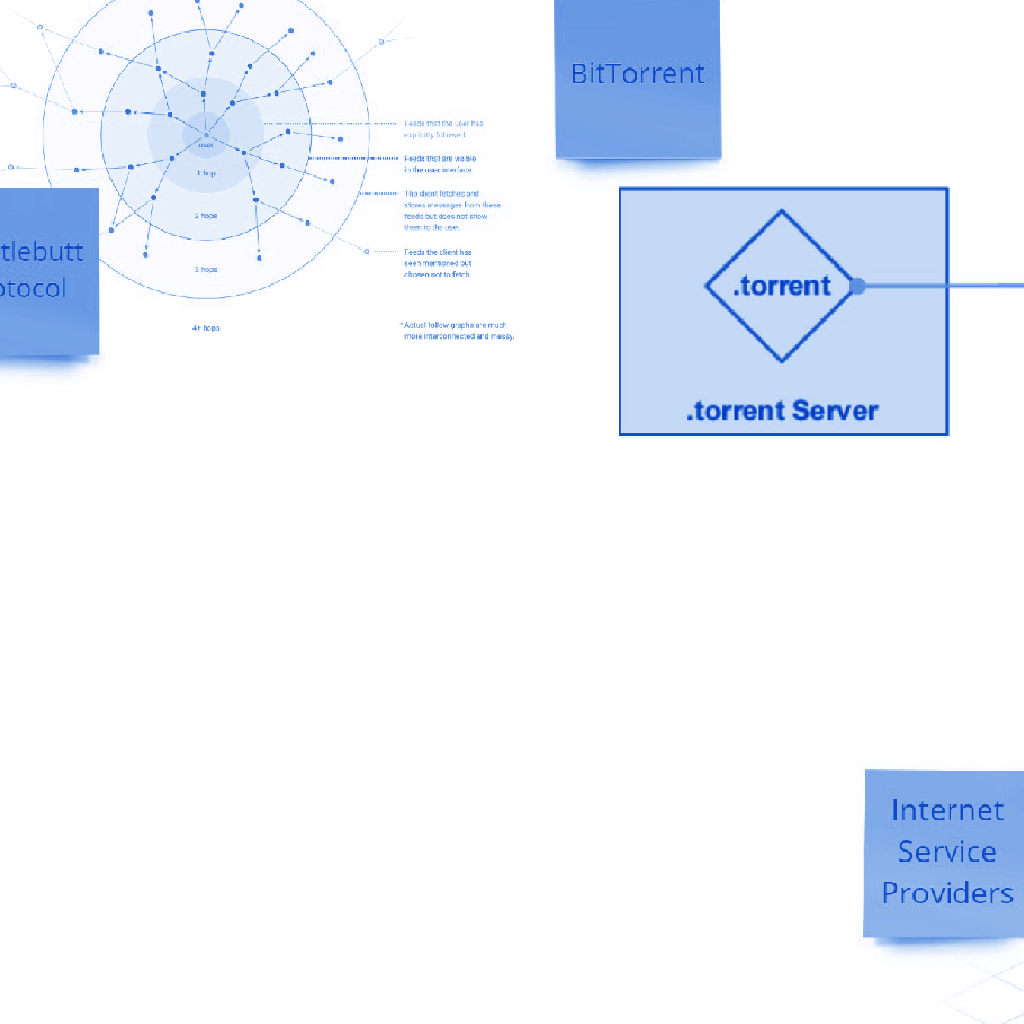 BitTorrent
user
1 hop
2 hops
3 hops
4+ hops
Feeds that the user has
explicitly followed.
Feeds that are visible
in the user interface.
The client fetches and
stores messages from these
feeds but does not show
them to the user.
Feeds the client has
seen mentioned but
chosen not to fetch.
* Actual follow graphs are much
more interconnected and messy.
tlebutt
otocol
.torrent
.torrent Server
Internet
Service
Providers